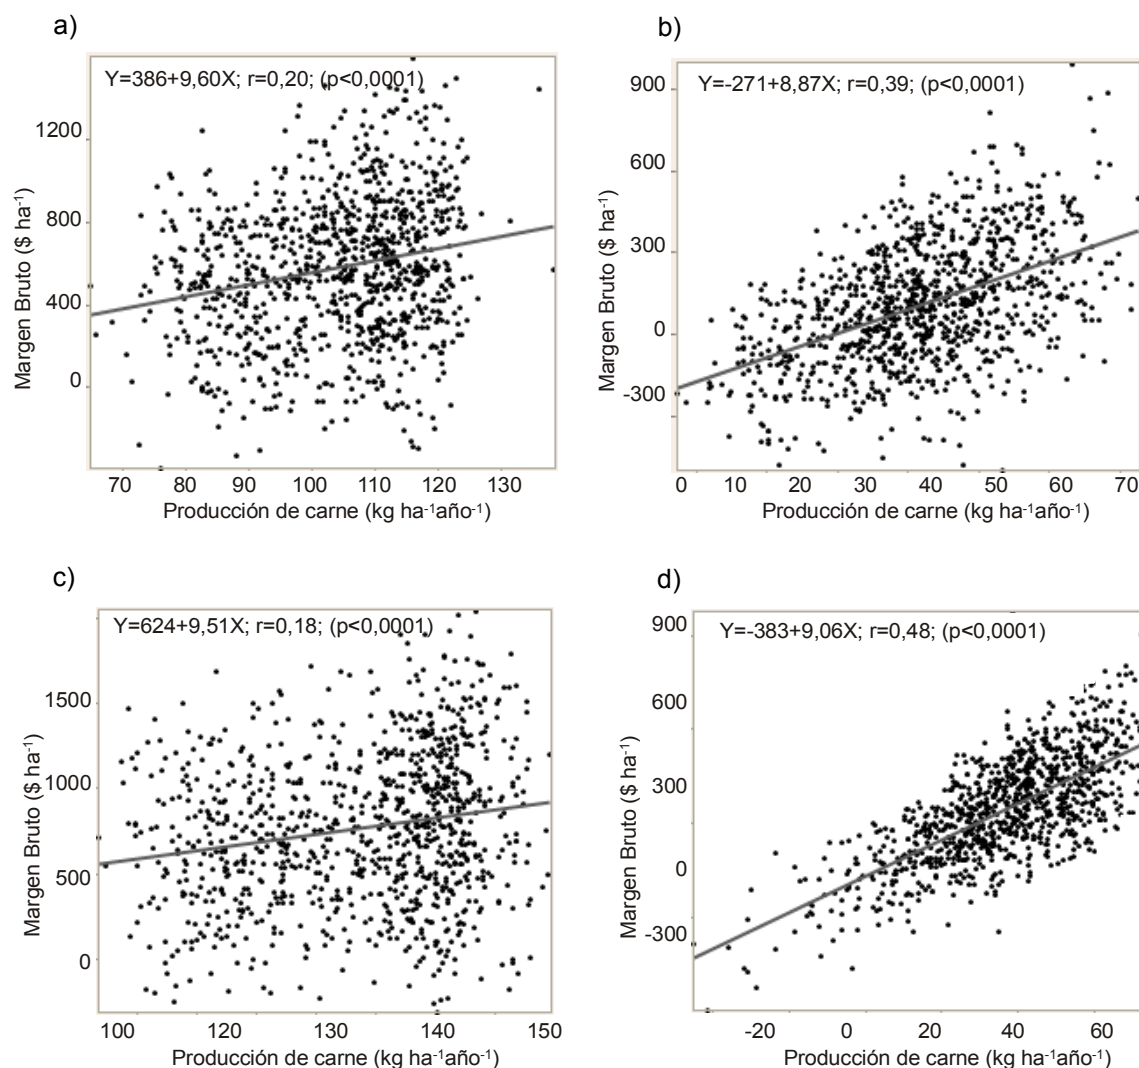 a)
Y=386+9,60X; r=0,20; (p<0,0001)
1200
800
400
0
Margen Bruto ($ ha-1)
70 80 90 100 110 120 130
Producción de carne (kg ha-1año-1)
b)
Y=-271+8,87X; r=0,39; (p<0,0001)
900
600
300
0
-300
Margen Bruto ($ ha-1)
0 10 20 30 40 50 60 70
Producción de carne (kg ha-1año-1)
c)
Y=624+9,51X; r=0,18; (p<0,0001)
1500
1000
500
0
Margen Bruto ($ ha-1)
100 120 130 140 150
Producción de carne (kg ha-1año-1)
d)
Y=-383+9,06X; r=0,48; (p<0,0001)
900
600
300
0
-300
Margen Bruto ($ ha-1)
-20 0 20 40 60
Producción de carne (kg ha-1año-1)